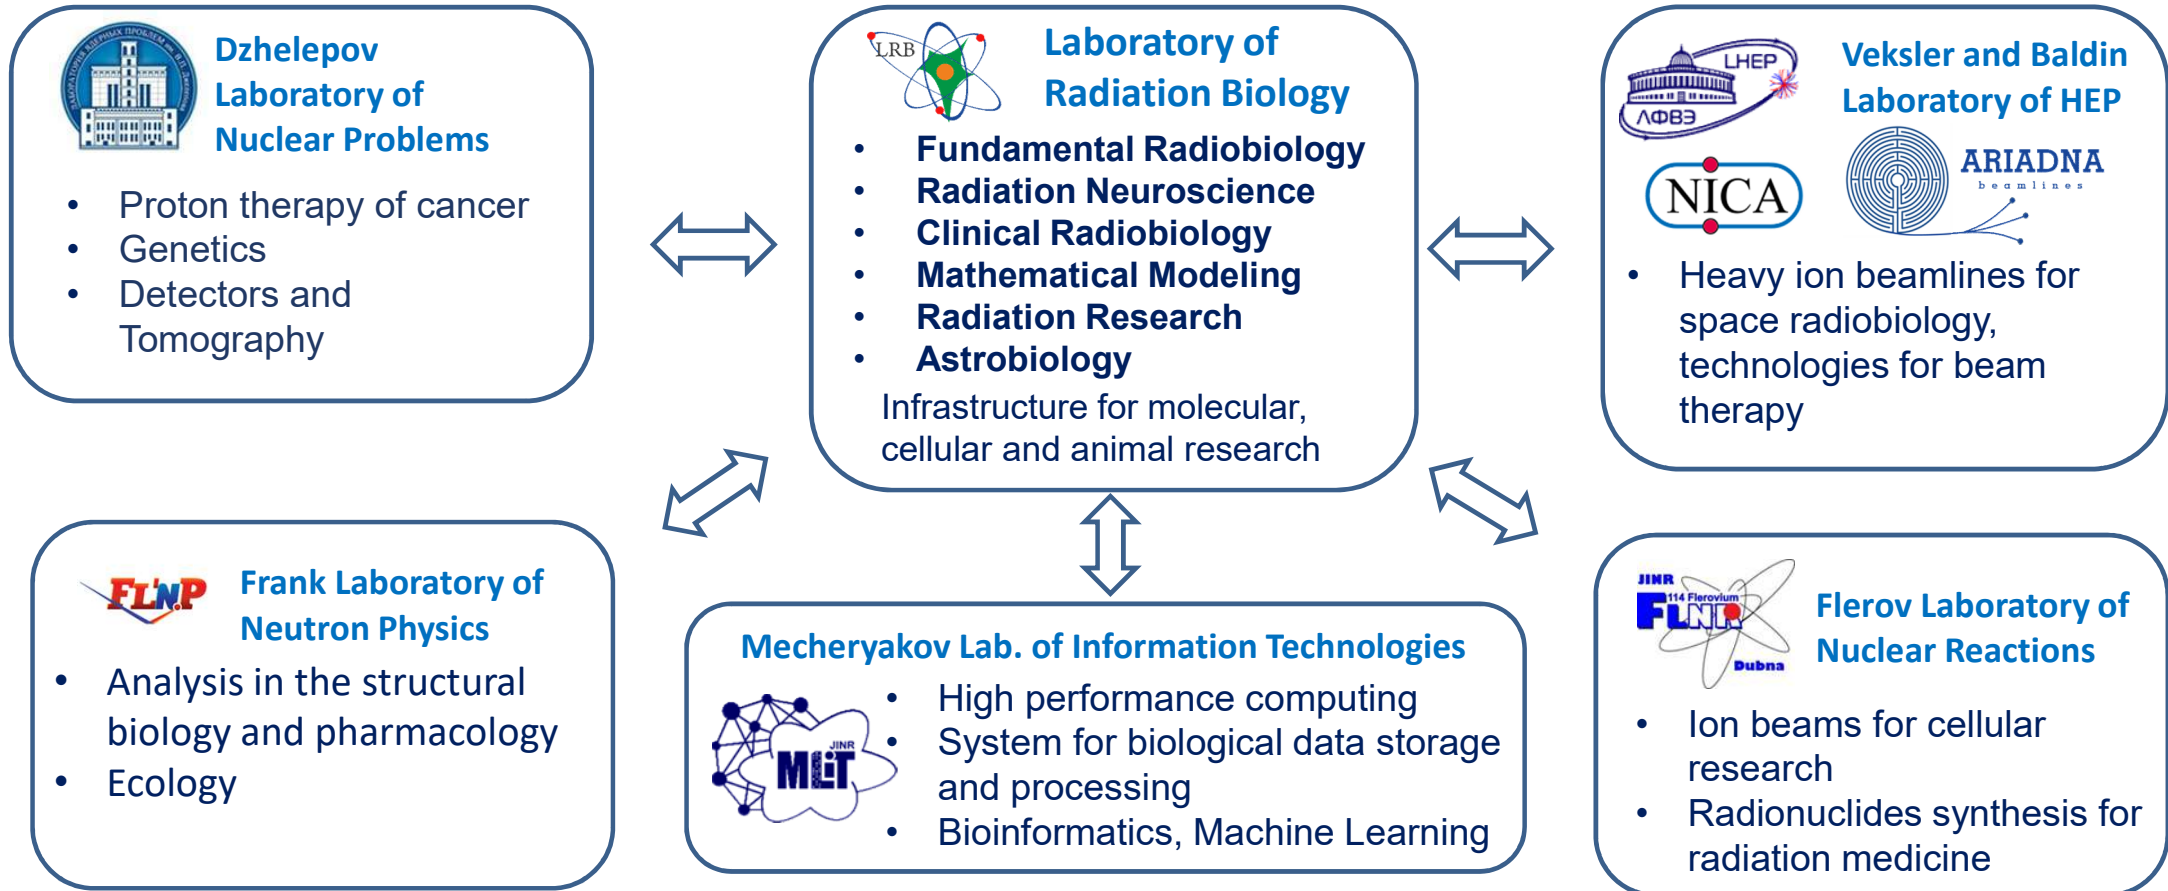 ЛАБОРАТОРИЯ ЯДЕРНЫХ ПРОБЛЕМ им. В.П. ДЖЕЛЕПОВА
Dzhelepov
Laboratory of
Nuclear Problems
• Proton therapy of cancer
• Genetics
• Detectors and
Tomography
LRB
Laboratory of
Radiation Biology
• Fundamental Radiobiology
• Radiation Neuroscience
• Clinical Radiobiology
• Mathematical Modeling
• Radiation Research
• Astrobiology
Infrastructure for molecular,
cellular and animal research
LHEP
ЛФВЭ
Veksler and Baldin
Laboratory of HEP
NICA
ARIADNA
beamlines
• Heavy ion beamlines for
space radiobiology,
technologies for beam
therapy
FLNP
Frank Laboratory of
Neutron Physics
• Analysis in the structural
biology and pharmacology
• Ecology
Mecheryakov Lab. of Information Technologies
JINR
MLiT
• High performance computing
• System for biological data storage
and processing
• Bioinformatics, Machine Learning
JINR
114 Flerovium
FLNR
Dubna
Flerov Laboratory of
Nuclear Reactions
• Ion beams for cellular
research
• Radionuclides synthesis for
radiation medicine